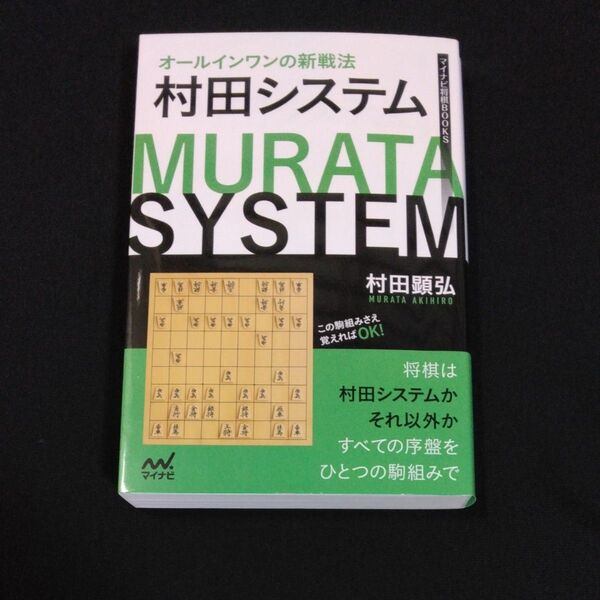 オールインワンの新戦法
村田システム
マイナビ将棋BOOKS
MURATA
SYSTEM
村田顕弘
MURATA AKIHIRO
この駒組みさえ
覚えればOK!
将棋は
村田システムか
それ以外か
すべての序盤を
ひとつの駒組みで
マイナビ